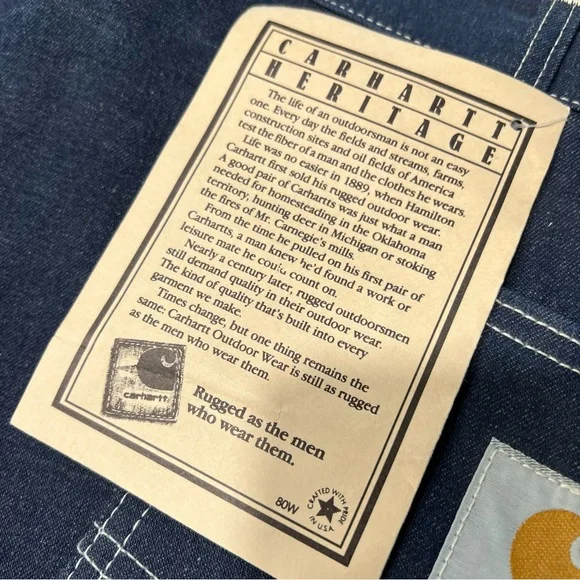 CARHARTT
HERITAGE
The life of an outdoorsman is not an easy
one. Every day the fields and streams, farms,
construction sites and oil fields of America
test the fiber of a man and the clothes he wears.
Life was no easier in 1889, when Hamilton
Carhartt first sold his rugged outdoor wear.
A good pair of Carhartts was just what a man
needed for homesteading in the Oklahoma
territory, hunting deer in Michigan or stoking
the fires of Mr. Carnegie's mills.
From the time he pulled on his first pair of
Carhartts, a man knew he'd found a work or
leisure mate he could count on.
Nearly a century later, rugged outdoorsmen
still demand quality in their outdoor wear.
The kind of quality that's built into every
garment we make.
Times change, but one thing remains the
same: Carhartt Outdoor Wear is still as rugged
as the men who wear them.
carhartt
Rugged as the men
who wear them.
80W
CRAFTED WITH PRIDE
IN U.S.A.